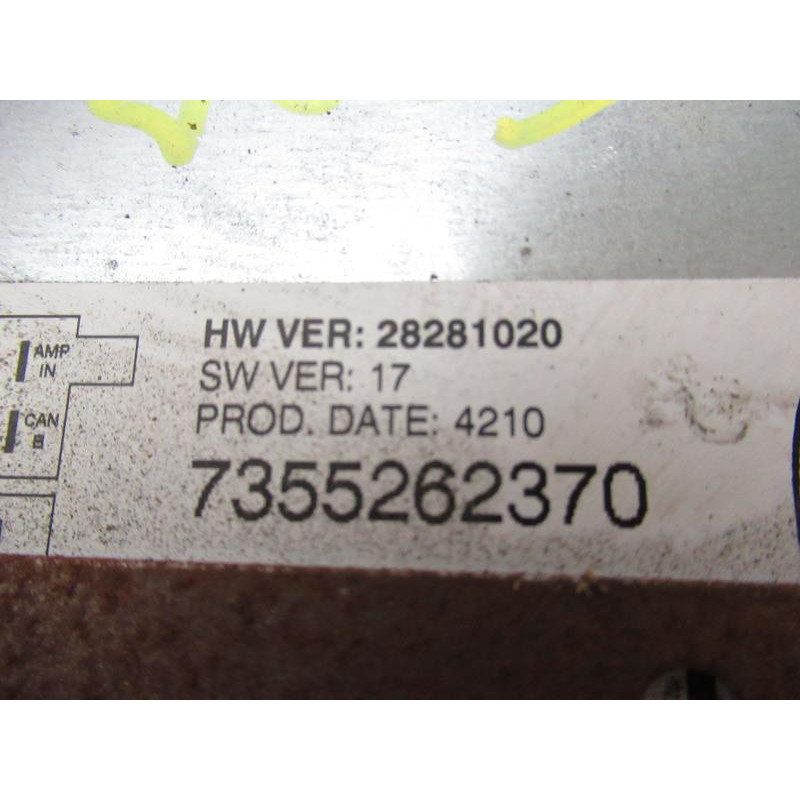 HW VER: 28281020
AMP
IN
SW VER: 17
CAN
B
PROD. DATE: 4210
7355262370